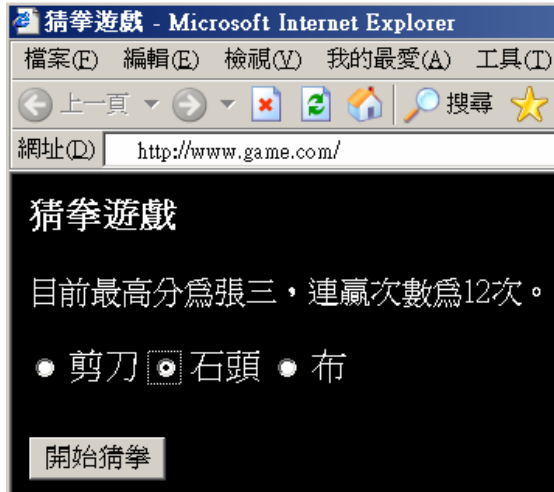 猜拳遊戲 - Microsoft Internet Explorer
檔案(F) 編輯(E) 檢視(V) 我的最愛(A) 工具(T)
上一頁 搜尋
網址(D) http://www.game.com/
猜拳遊戲
目前最高分為張三，連贏次數為12次。
剪刀 石頭 布
開始猜拳